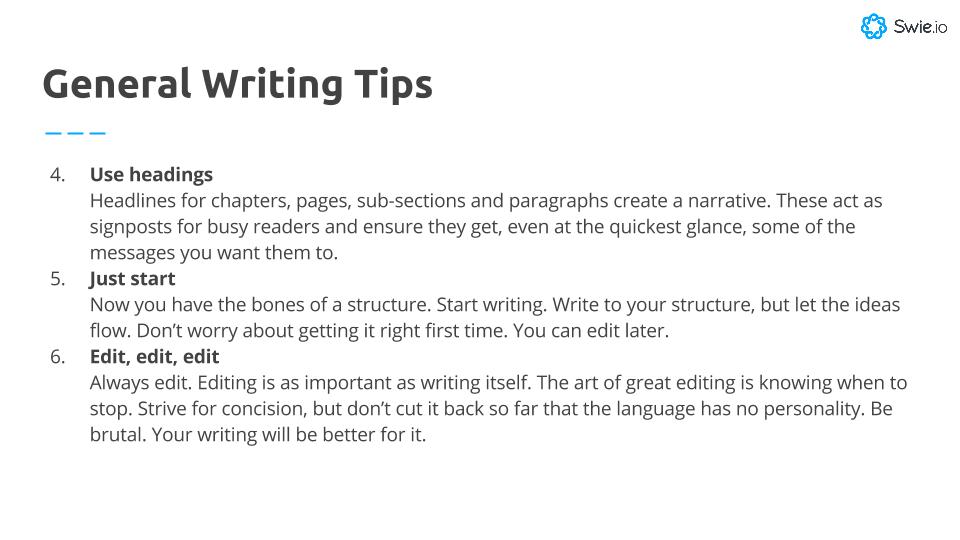 Swie.io
General Writing Tips
4. Use headings
Headlines for chapters, pages, sub-sections and paragraphs create a narrative. These act as
signposts for busy readers and ensure they get, even at the quickest glance, some of the
messages you want them to.
5. Just start
Now you have the bones of a structure. Start writing. Write to your structure, but let the ideas
flow. Don’t worry about getting it right first time. You can edit later.
6. Edit, edit, edit
Always edit. Editing is as important as writing itself. The art of great editing is knowing when to
stop. Strive for concision, but don’t cut it back so far that the language has no personality. Be
brutal. Your writing will be better for it.